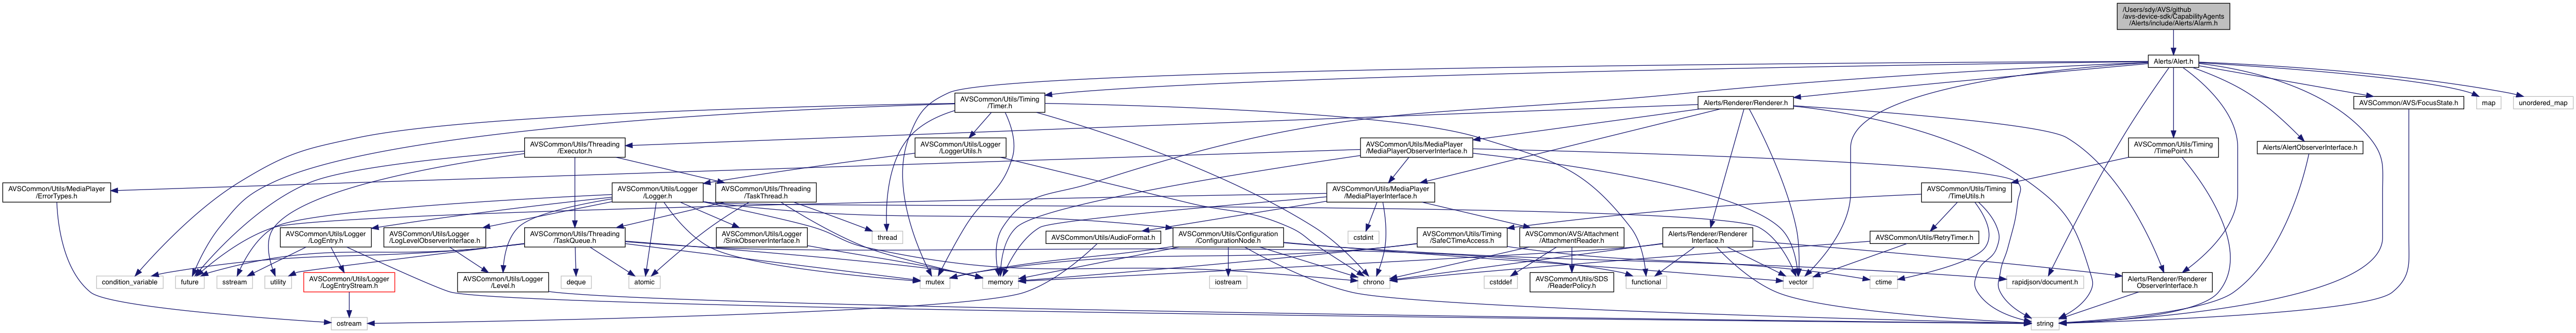 /Users/sdy/AVS/github
/avs-device-sdk/CapabilityAgents
/Alerts/include/Alerts/Alarm.h
Alerts/Alert.h
AVSCommon/Utils/Timing
/Timer.h
Alerts/Renderer/Renderer.h
AVSCommon/AVS/FocusState.h
map
unordered_map
AVSCommon/Utils/Threading
/Executor.h
AVSCommon/Utils/Logger
/LoggerUtils.h
AVSCommon/Utils/MediaPlayer
/MediaPlayerObserverInterface.h
AVSCommon/Utils/Timing
/TimePoint.h
Alerts/AlertObserverInterface.h
AVSCommon/Utils/MediaPlayer
/ErrorTypes.h
AVSCommon/Utils/Logger
/Logger.h
AVSCommon/Utils/Threading
/TaskThread.h
AVSCommon/Utils/MediaPlayer
/MediaPlayerInterface.h
AVSCommon/Utils/Timing
/TimeUtils.h
AVSCommon/Utils/Logger
/LogEntry.h
AVSCommon/Utils/Logger
/LogLevelObserverInterface.h
AVSCommon/Utils/Threading
/TaskQueue.h
AVSCommon/Utils/Logger
/SinkObserverInterface.h
thread
AVSCommon/Utils/AudioFormat.h
AVSCommon/Utils/Configuration
/ConfigurationNode.h
cstdint
AVSCommon/Utils/Timing
/SafeCTimeAccess.h
AVSCommon/AVS/Attachment
/AttachmentReader.h
Alerts/Renderer/Renderer
Interface.h
AVSCommon/Utils/RetryTimer.h
condition_variable
future
sstream
utility
AVSCommon/Utils/Logger
/LogEntryStream.h
AVSCommon/Utils/Logger
/Level.h
deque
atomic
mutex
memory
iostream
chrono
cstddef
AVSCommon/Utils/SDS
/ReaderPolicy.h
functional
vector
ctime
rapidjson/document.h
Alerts/Renderer/Renderer
ObserverInterface.h
ostream
string